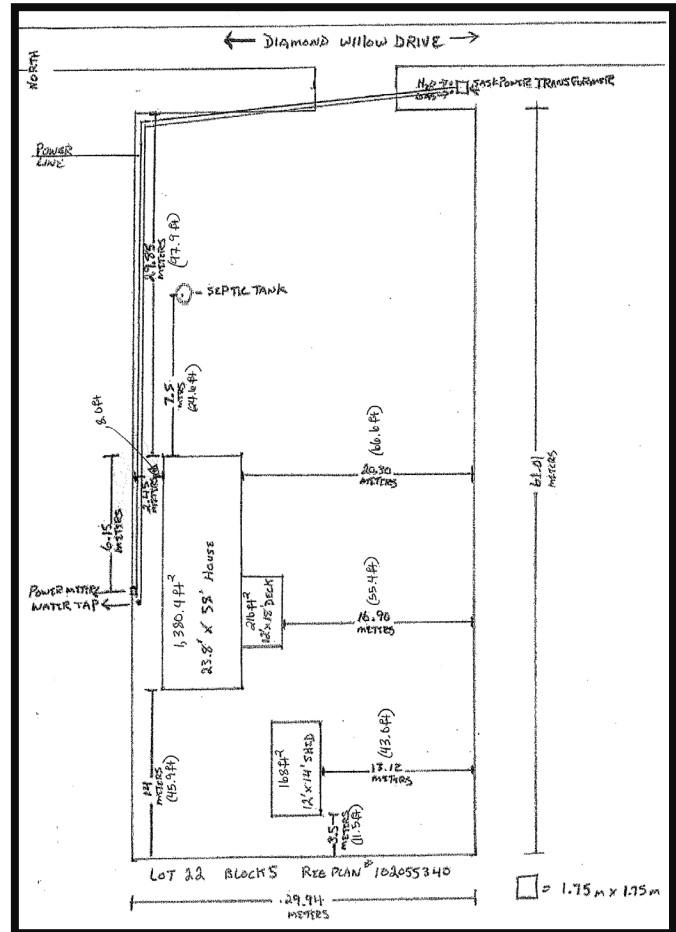 ← DIAMOND WILLOW DRIVE →
NORTH
H2O →
GAS →
SASKPOWER TRANSFORMER
POWER
LINE
29.85
METERS
(97.9 ft)
= SEPTIC TANK
7.5
MTRS
(24.6 ft)
8.0 ft
2.45
METERS
(66.6 ft)
20.30
METERS
61.01
METERS
6.15
METERS
POWER METER
WATER TAP
1,380.4 ft²
23.8' X 58' HOUSE
216 ft²
12' x 18' DECK
(55.4 ft)
16.90
METERS
168 ft²
12' x 14' SHED
(43.0 ft)
13.12
METERS
14
METERS
(45.9 ft)
3.5
METERS
(11.5 ft)
LOT 22 BLOCK 5 REG PLAN # 102055340
29.94
METERS
= 1.75 m x 1.75 m